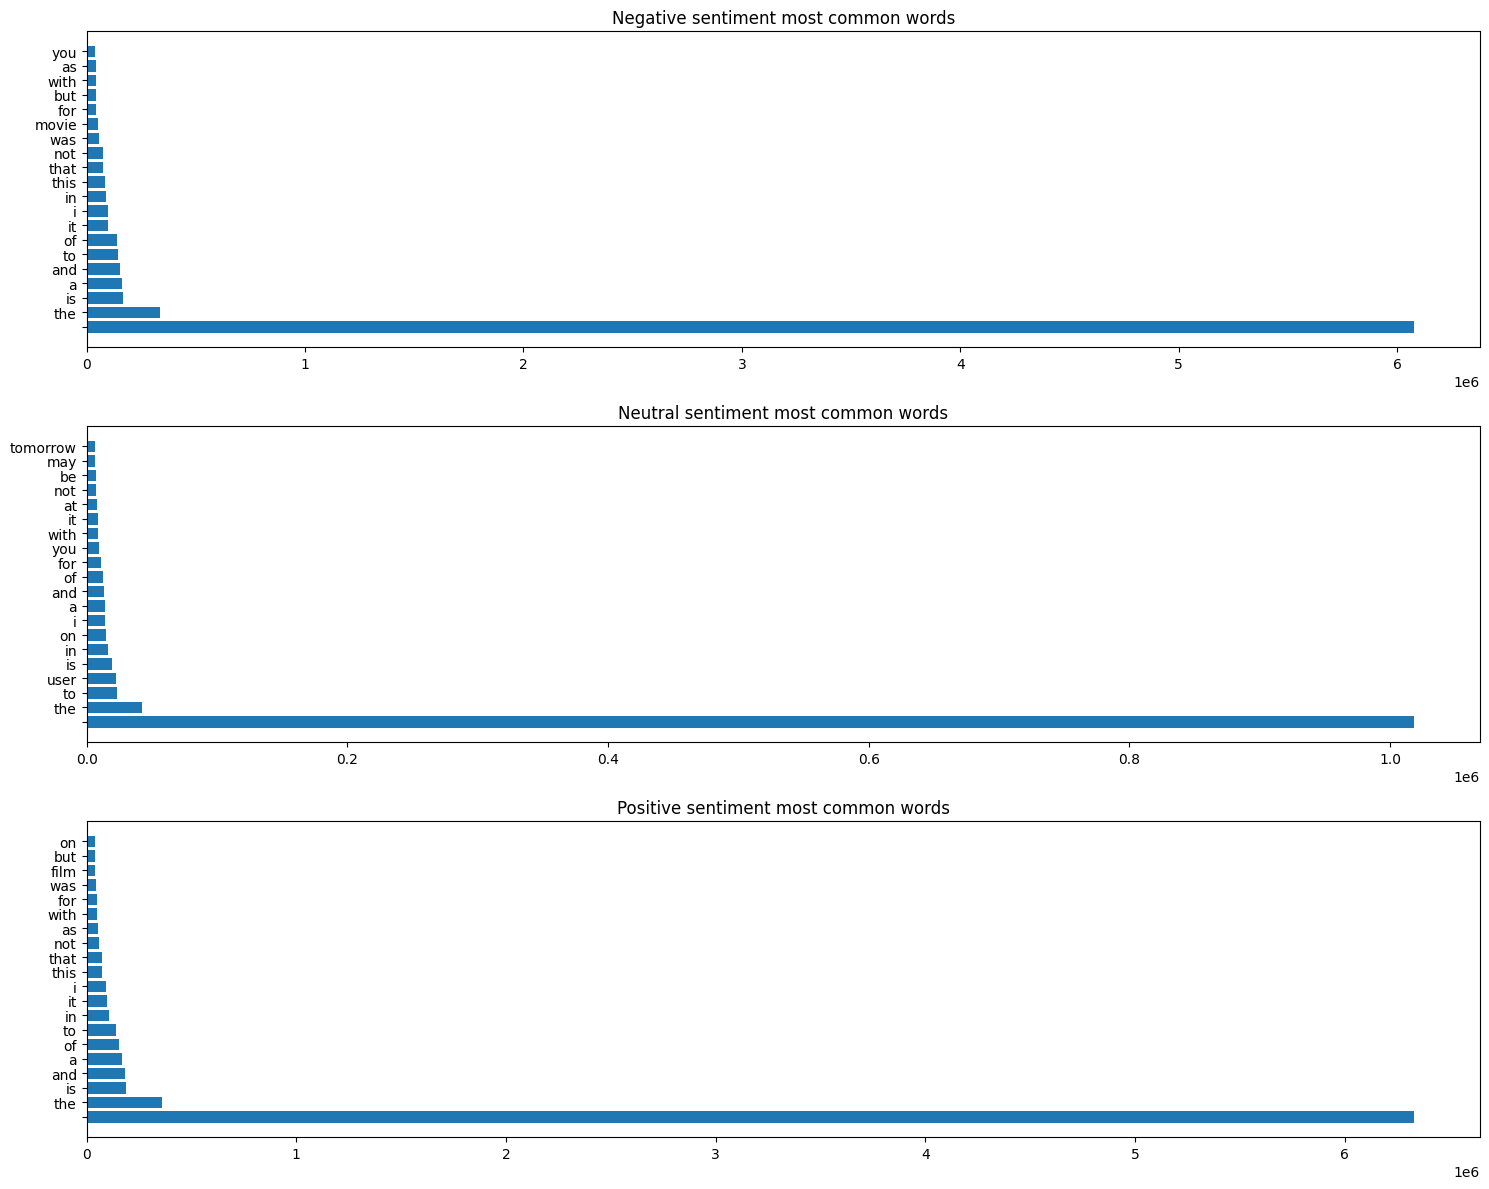 Negative sentiment most common words
you
as
with
but
for
movie
was
not
that
this
in
i
it
of
to
and
a
is
the
0 1 2 3 4 5 6
1e6
Neutral sentiment most common words
tomorrow
may
be
not
at
it
with
you
for
of
and
a
i
on
in
is
user
to
the
0.0 0.2 0.4 0.6 0.8 1.0
1e6
Positive sentiment most common words
on
but
film
was
for
with
as
not
that
this
i
it
in
to
of
a
and
is
the
0 1 2 3 4 5 6
1e6